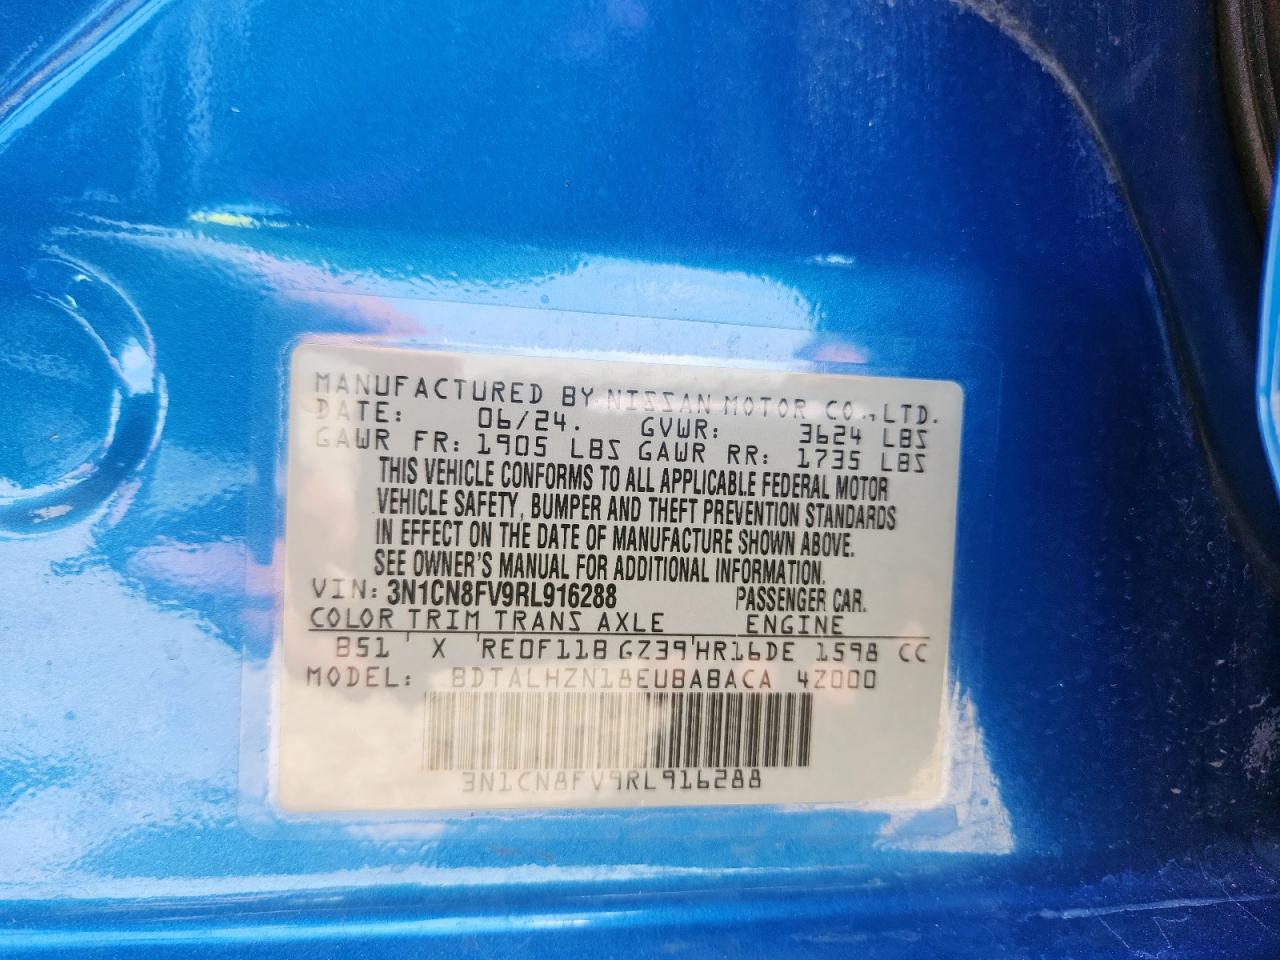 MANUFACTURED BY NISSAN MOTOR CO., LTD.
DATE: 06/24. GVWR: 3624 LBS
GAWR FR: 1905 LBS GAWR RR: 1735 LBS
THIS VEHICLE CONFORMS TO ALL APPLICABLE FEDERAL MOTOR
VEHICLE SAFETY, BUMPER AND THEFT PREVENTION STANDARDS
IN EFFECT ON THE DATE OF MANUFACTURE SHOWN ABOVE.
SEE OWNER'S MANUAL FOR ADDITIONAL INFORMATION.
VIN: 3N1CN8FV9RL916288 PASSENGER CAR.
COLOR TRIM TRANS AXLE ENGINE
B51 X RE0F11B GZ39 HR16DE 1598 CC
MODEL: BDTALHZN18EUBABACA 4Z000
3N1CN8FV9RL916288